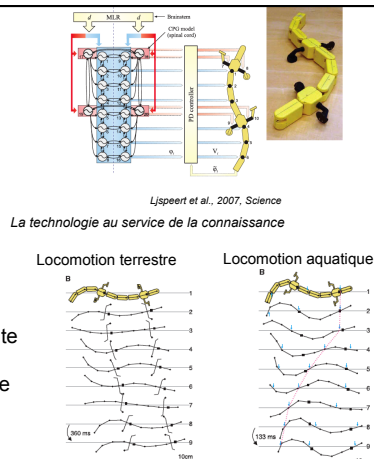 d MLR d Brainstem
CPG model
(spinal cord)
PD controller
φi Vi
φ̃i
Ljspeert et al., 2007, Science
La technologie au service de la connaissance
Locomotion terrestre Locomotion aquatique
B B
1 1
2 2
te 3 3
4 4
e 5 5
6 6
7 7
360 ms 8 133 ms 8
9 9
10cm